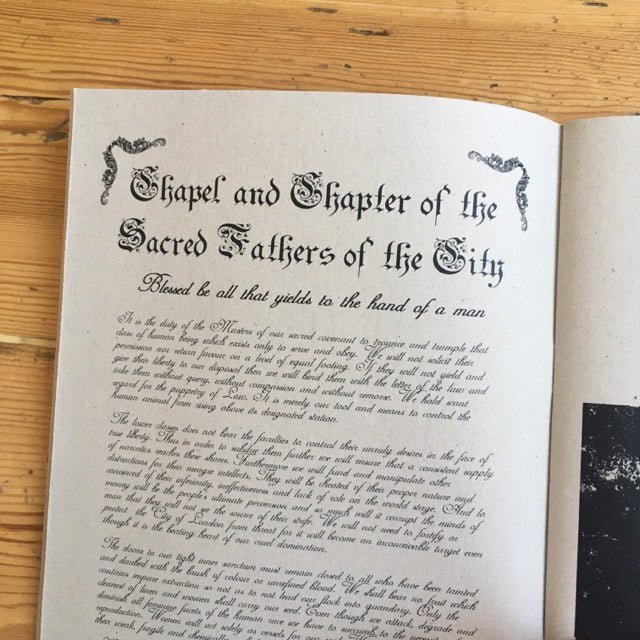 Chapel and Chapter of the
Sacred Fathers of the City
Blessed be all that yields to the hand of a man
It is the duty of the Masters of our sacred covenant to trounce and trample that
class of human being which exists only to serve and obey. We will not solicit their
permission nor return favour on a level of equal footing. If they will not yield and
give their liberty to our disposal then we will bind them with the letter of the law and
take them without query, without compassion and without remorse. We hold scant
regard for the puppetry of Law. It is merely our tool and means to control the
human animal from rising above its designated station.
The lower classes does not bear the faculties to control their unruly desires in the face of
true liberty. Thus in order to subdue them further we will ensure that a consistent supply
of narcotics reaches these shores. Furthermore we will fund and manipulate other
distractions for their meagre intellects. They will be cheated of their proper nature and
convinced of their inferiority, ineffectiveness and lack of role on the world stage. And so
money will be the people's ultimate perversion and so much will it corrupt the minds of
man that they will not see the source of their strife. We will not need to fortify or
protect the City of London from threat for it will become an inconceivable target even
though it is the beating heart of our cruel domination.
The doors to our tight inner sanctum must remain closed to all who have been tainted
and daubed with the brush of colour or unrefined blood. We shall bear no fruit which
contains impure extraction so not as to not lead our flock into quandary. Only the
cleanest of linen and women shall carry our seed. Even though we attack, degrade and
diminish all feminine facets of the human race we have to succumb to the
reproduction. Women will act solely as vessels for our
their weak, fragile and